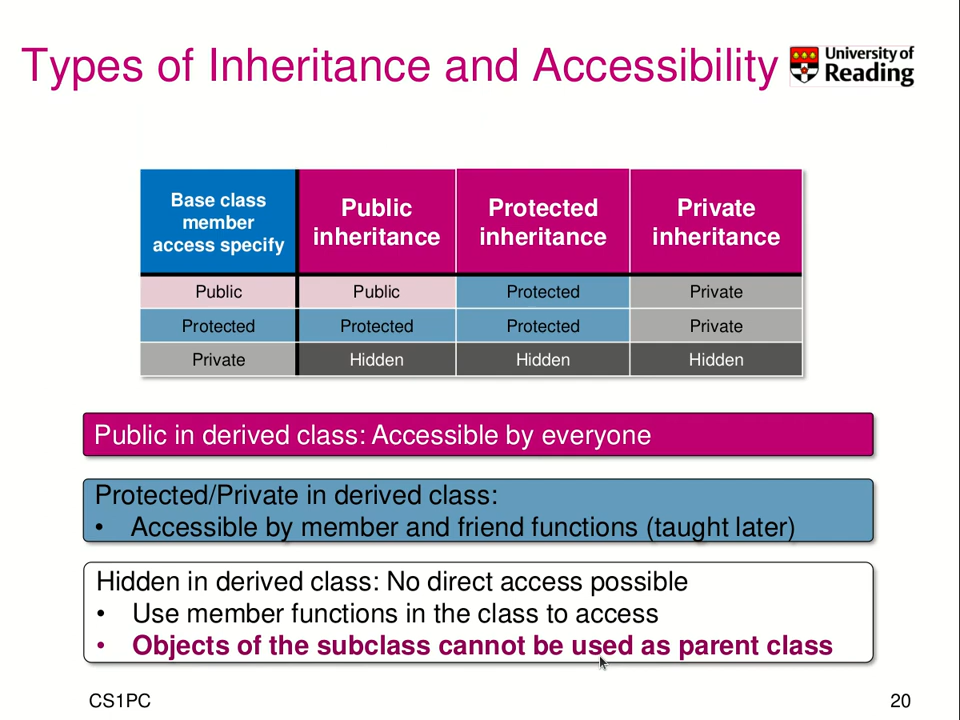 Types of Inheritance and Accessibility
University of
Reading
Base class
member
access specify
Public
inheritance
Protected
inheritance
Private
inheritance
Public Public Protected Private
Protected Protected Protected Private
Private Hidden Hidden Hidden
Public in derived class: Accessible by everyone
Protected/Private in derived class:
• Accessible by member and friend functions (taught later)
Hidden in derived class: No direct access possible
• Use member functions in the class to access
• Objects of the subclass cannot be used as parent class
CS1PC
20